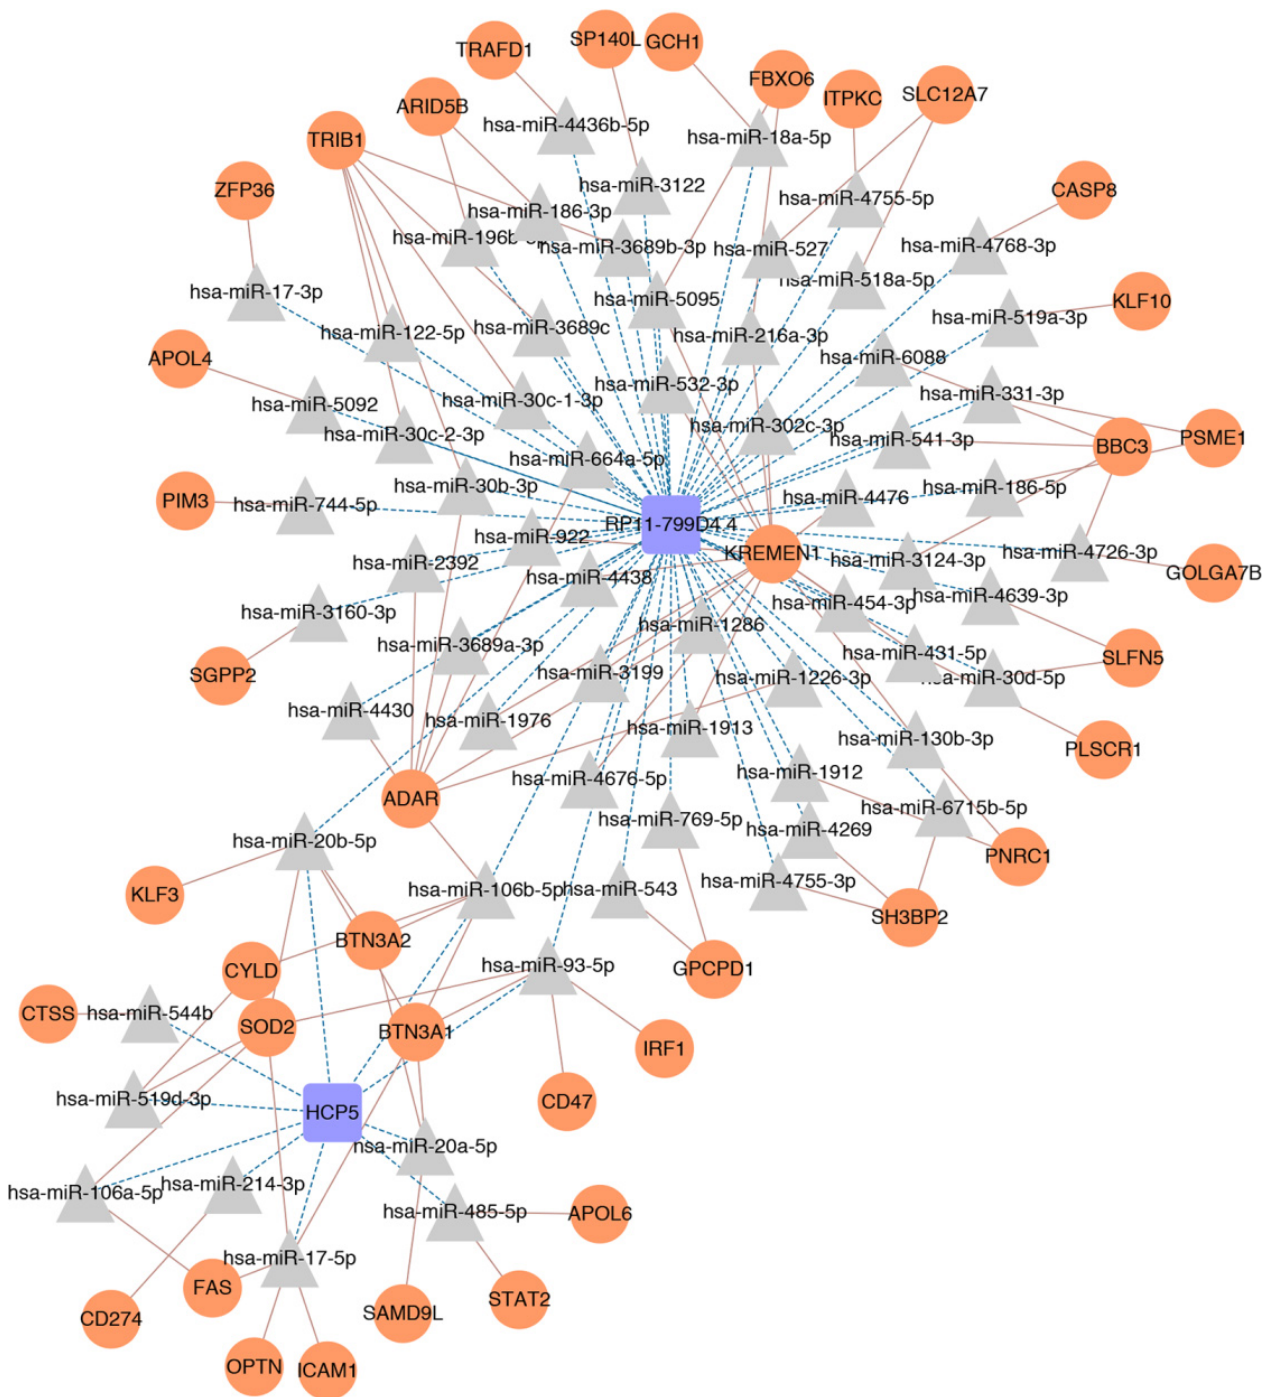 SP140L
GCH1
TRAFD1
FBXO6
ITPKC
SLC12A7
ARID5B
hsa-miR-4436b-5p
hsa-miR-18a-5p
TRIB1
hsa-miR-3122
ZFP36
CASP8
hsa-miR-4755-5p
hsa-miR-186-3p
hsa-miR-196b
hsa-miR-3689b-3p
hsa-miR-527
hsa-miR-4768-3p
hsa-miR-518a-5p
hsa-miR-17-3p
hsa-miR-5095
KLF10
hsa-miR-519a-3p
hsa-miR-122-5p
hsa-miR-3689c
hsa-miR-216a-3p
APOL4
hsa-miR-6088
hsa-miR-532-3p
hsa-miR-331-3p
hsa-miR-5092
hsa-miR-30c-1-3p
hsa-miR-302c-3p
hsa-miR-30c-2-3p
hsa-miR-541-3p
BBC3
PSME1
hsa-miR-664a-5p
hsa-miR-30b-3p
hsa-miR-186-5p
PIM3
hsa-miR-744-5p
hsa-miR-4476
RP11-799D4.4
hsa-miR-922
KREMEN1
hsa-miR-3124-3p
hsa-miR-4726-3p
hsa-miR-2392
hsa-miR-4438
GOLGA7B
hsa-miR-454-3p
hsa-miR-4639-3p
hsa-miR-3160-3p
hsa-miR-1286
hsa-miR-3689a-3p
hsa-miR-431-5p
SLFN5
SGPP2
hsa-miR-3199
hsa-miR-1226-3p
hsa-miR-30d-5p
hsa-miR-4430
hsa-miR-1976
hsa-miR-1913
hsa-miR-130b-3p
PLSCR1
hsa-miR-4676-5p
hsa-miR-1912
ADAR
hsa-miR-6715b-5p
hsa-miR-769-5p
hsa-miR-4269
hsa-miR-20b-5p
PNRC1
hsa-miR-4755-3p
KLF3
hsa-miR-106b-5p
hsa-miR-543
SH3BP2
BTN3A2
hsa-miR-93-5p
GPCPD1
CYLD
CTSS
hsa-miR-544b
SOD2
BTN3A1
IRF1
hsa-miR-519d-3p
CD47
HCP5
hsa-miR-20a-5p
hsa-miR-106a-5p
hsa-miR-214-3p
hsa-miR-485-5p
APOL6
hsa-miR-17-5p
FAS
STAT2
CD274
SAMD9L
OPTN
ICAM1